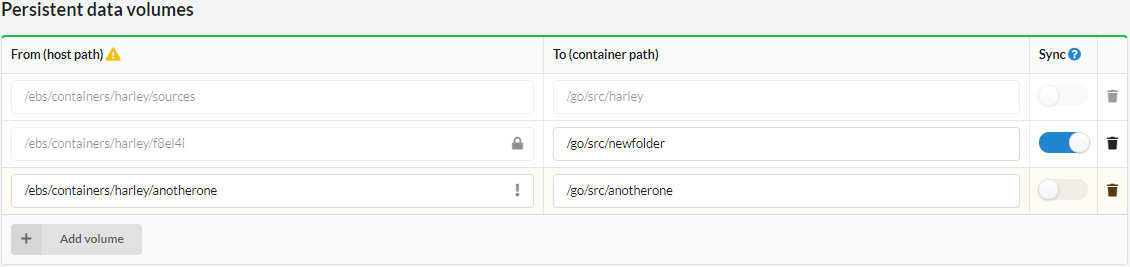 Persistent data volumes
From (host path) To (container path) Sync ?
/ebs/containers/harley/sources /go/src/harley
/ebs/containers/harley/f8el4i /go/src/newfolder
/ebs/containers/harley/anotherone ! /go/src/anotherone
+ Add volume